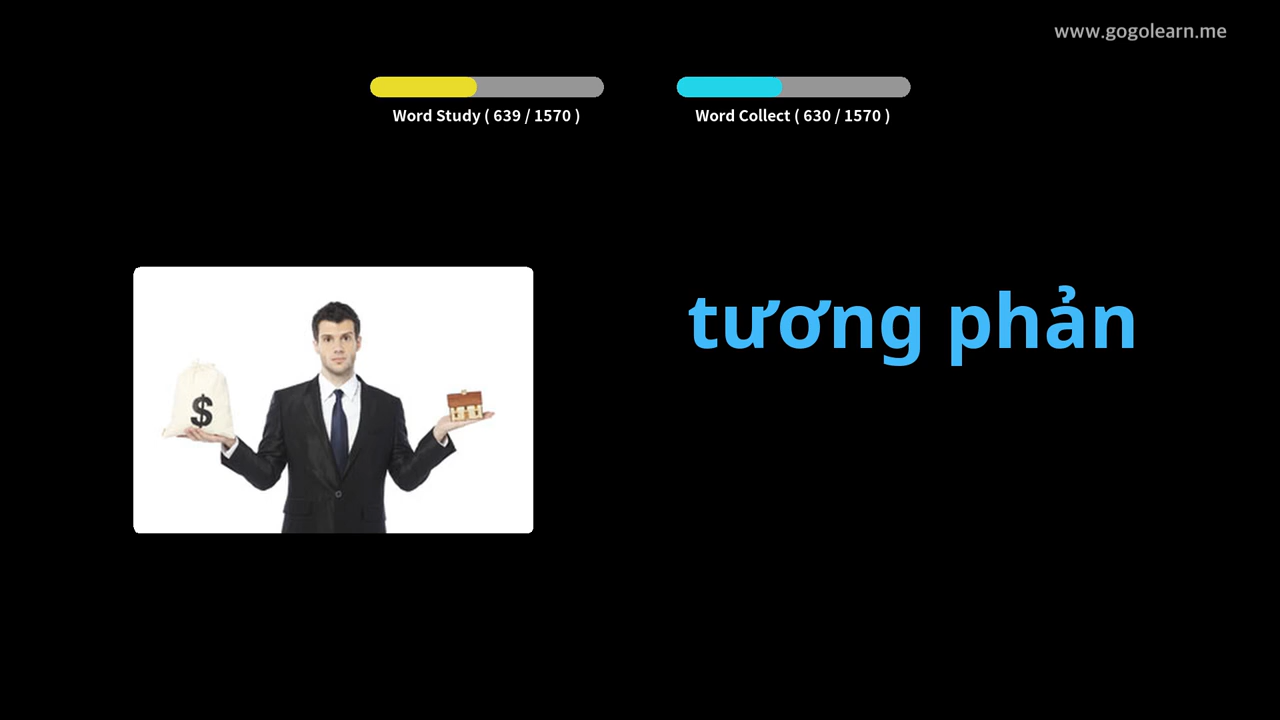 www.gogolearn.me
Word Study ( 639 / 1570 )
Word Collect ( 630 / 1570 )
tương phản
$